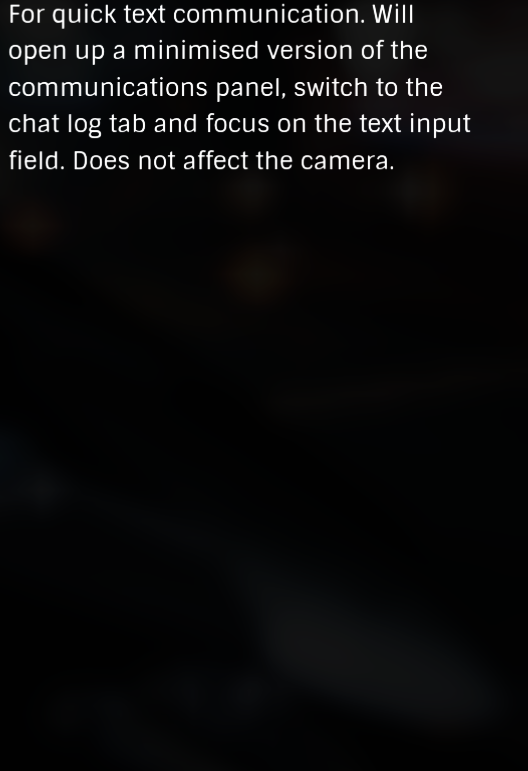 For quick text communication. Will
open up a minimised version of the
communications panel, switch to the
chat log tab and focus on the text input
field. Does not affect the camera.